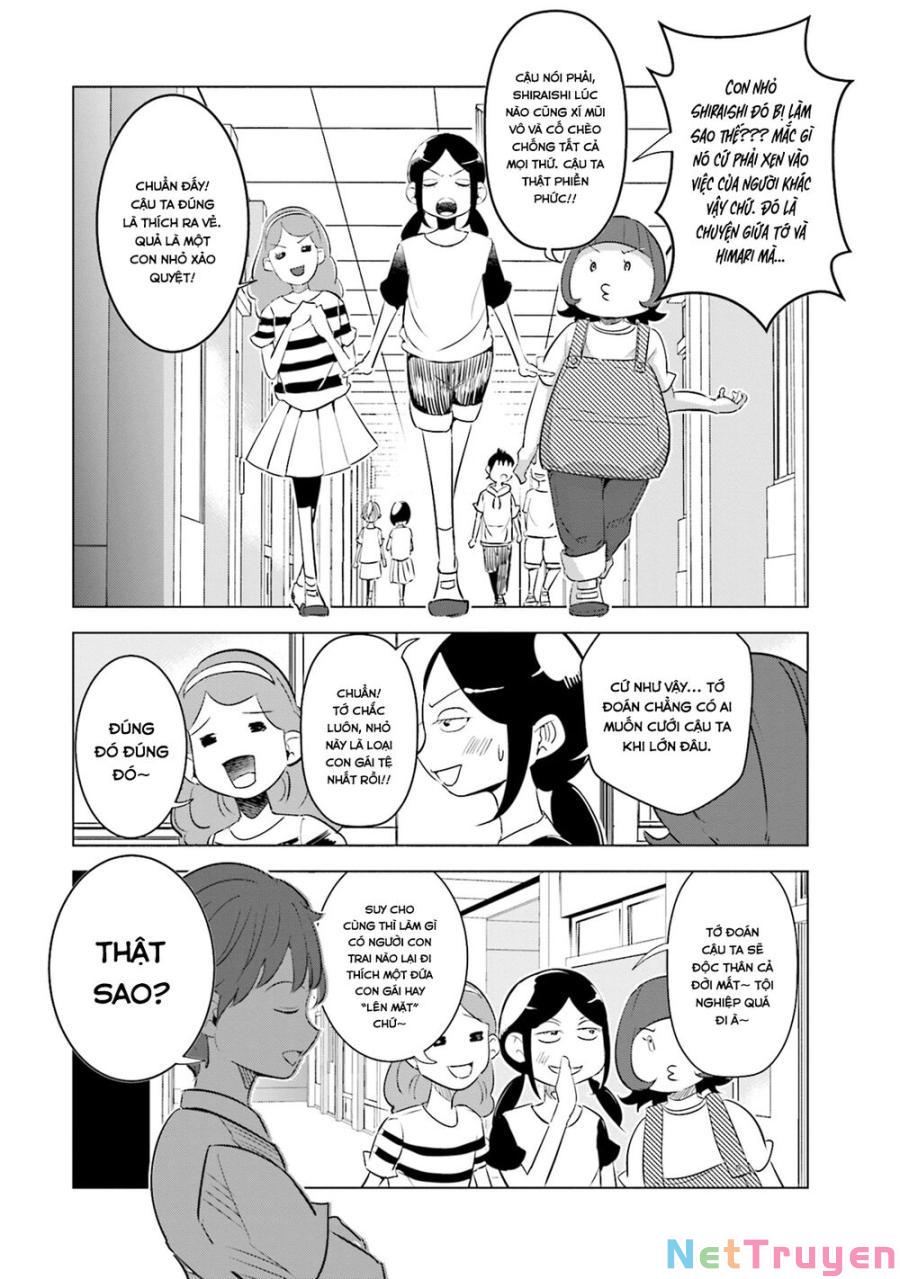 CON NHỎ
SHIRAISHI ĐÓ BỊ LÀM
SAO THẾ??? MẮC GÌ
NÓ CỨ PHẢI XEN VÀO
VIỆC CỦA NGƯỜI KHÁC
VẬY CHỨ. ĐÓ LÀ
CHUYỆN GIỮA TỚ VÀ
HIMARI MÀ...
CẬU NÓI PHẢI,
SHIRAISHI LÚC
NÀO CŨNG XÍ MŨI
VÔ VÀ CỐ CHÈO
CHỐNG TẤT CẢ
MỌI THỨ. CẬU TA
THẬT PHIỀN
PHỨC!!
CHUẨN ĐẤY!
CẬU TA ĐÚNG
LÀ THÍCH RA VẺ.
QUẢ LÀ MỘT
CON NHỎ XẢO
QUYỆT!
CỨ NHƯ VẬY... TỚ
ĐOÁN CHẲNG CÓ AI
MUỐN CƯỚI CẬU TA
KHI LỚN ĐÂU.
CHUẨN!
TỚ CHẮC
LUÔN, NHỎ
NÀY LÀ LOẠI
CON GÁI TỆ
NHẤT RỒI!!
ĐÚNG
ĐÓ ĐÚNG
ĐÓ~
TỚ ĐOÁN
CẬU TA SẼ
ĐỘC THÂN CẢ
ĐỜI MẤT~ TỘI
NGHIỆP QUÁ
ĐI À~
SUY CHO
CÙNG THÌ LÀM GÌ
CÓ NGƯỜI CON
TRAI NÀO LẠI ĐI
THÍCH MỘT ĐỨA
CON GÁI HAY
"LÊN MẶT"
CHỨ~
THẬT
SAO?
NetTruyen